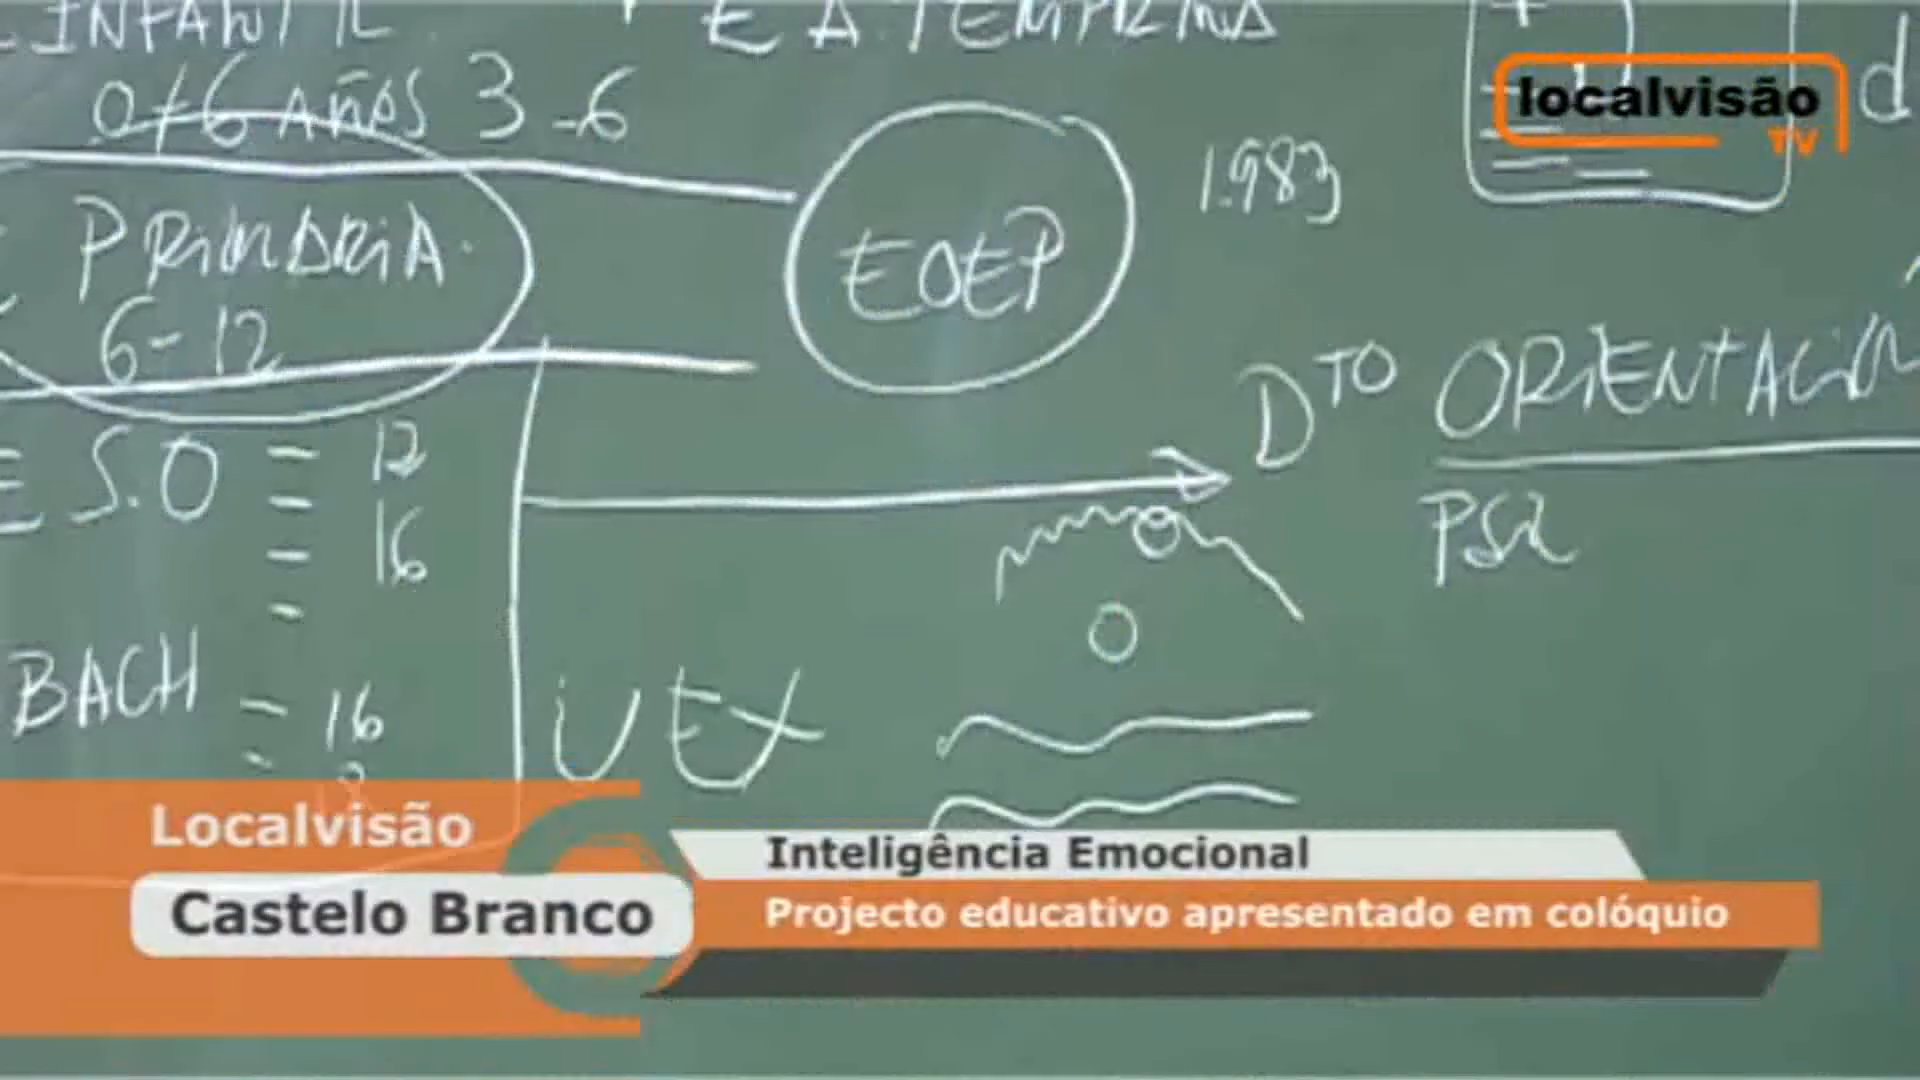 INFANTIL
E A. TEMPRANA
0-6 AÑOS 3-6
localvisão
TV
d
PRIMARIA
6-12
EOEP
1.983
DTO ORIENTACIÓN
E S.O = 12
- 16
PSI
BACH
- 16
- 18
UEX
Localvisão
Castelo Branco
Inteligência Emocional
Projecto educativo apresentado em colóquio